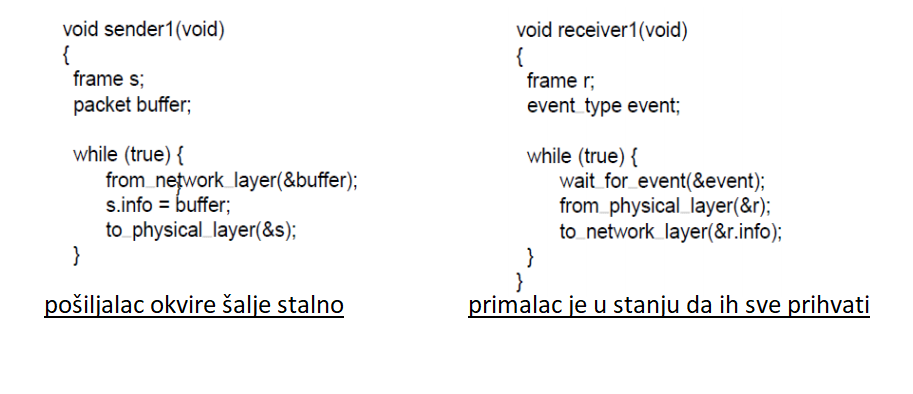 void sender1(void)
{
frame s;
packet buffer;
while (true) {
from_network_layer(&buffer);
s.info = buffer;
to_physical_layer(&s);
}
pošiljalac okvire šalje stalno
void receiver1(void)
{
frame r;
event_type event;
while (true) {
wait_for_event(&event);
from_physical_layer(&r);
to_network_layer(&r.info);
}
}
primalac je u stanju da ih sve prihvati